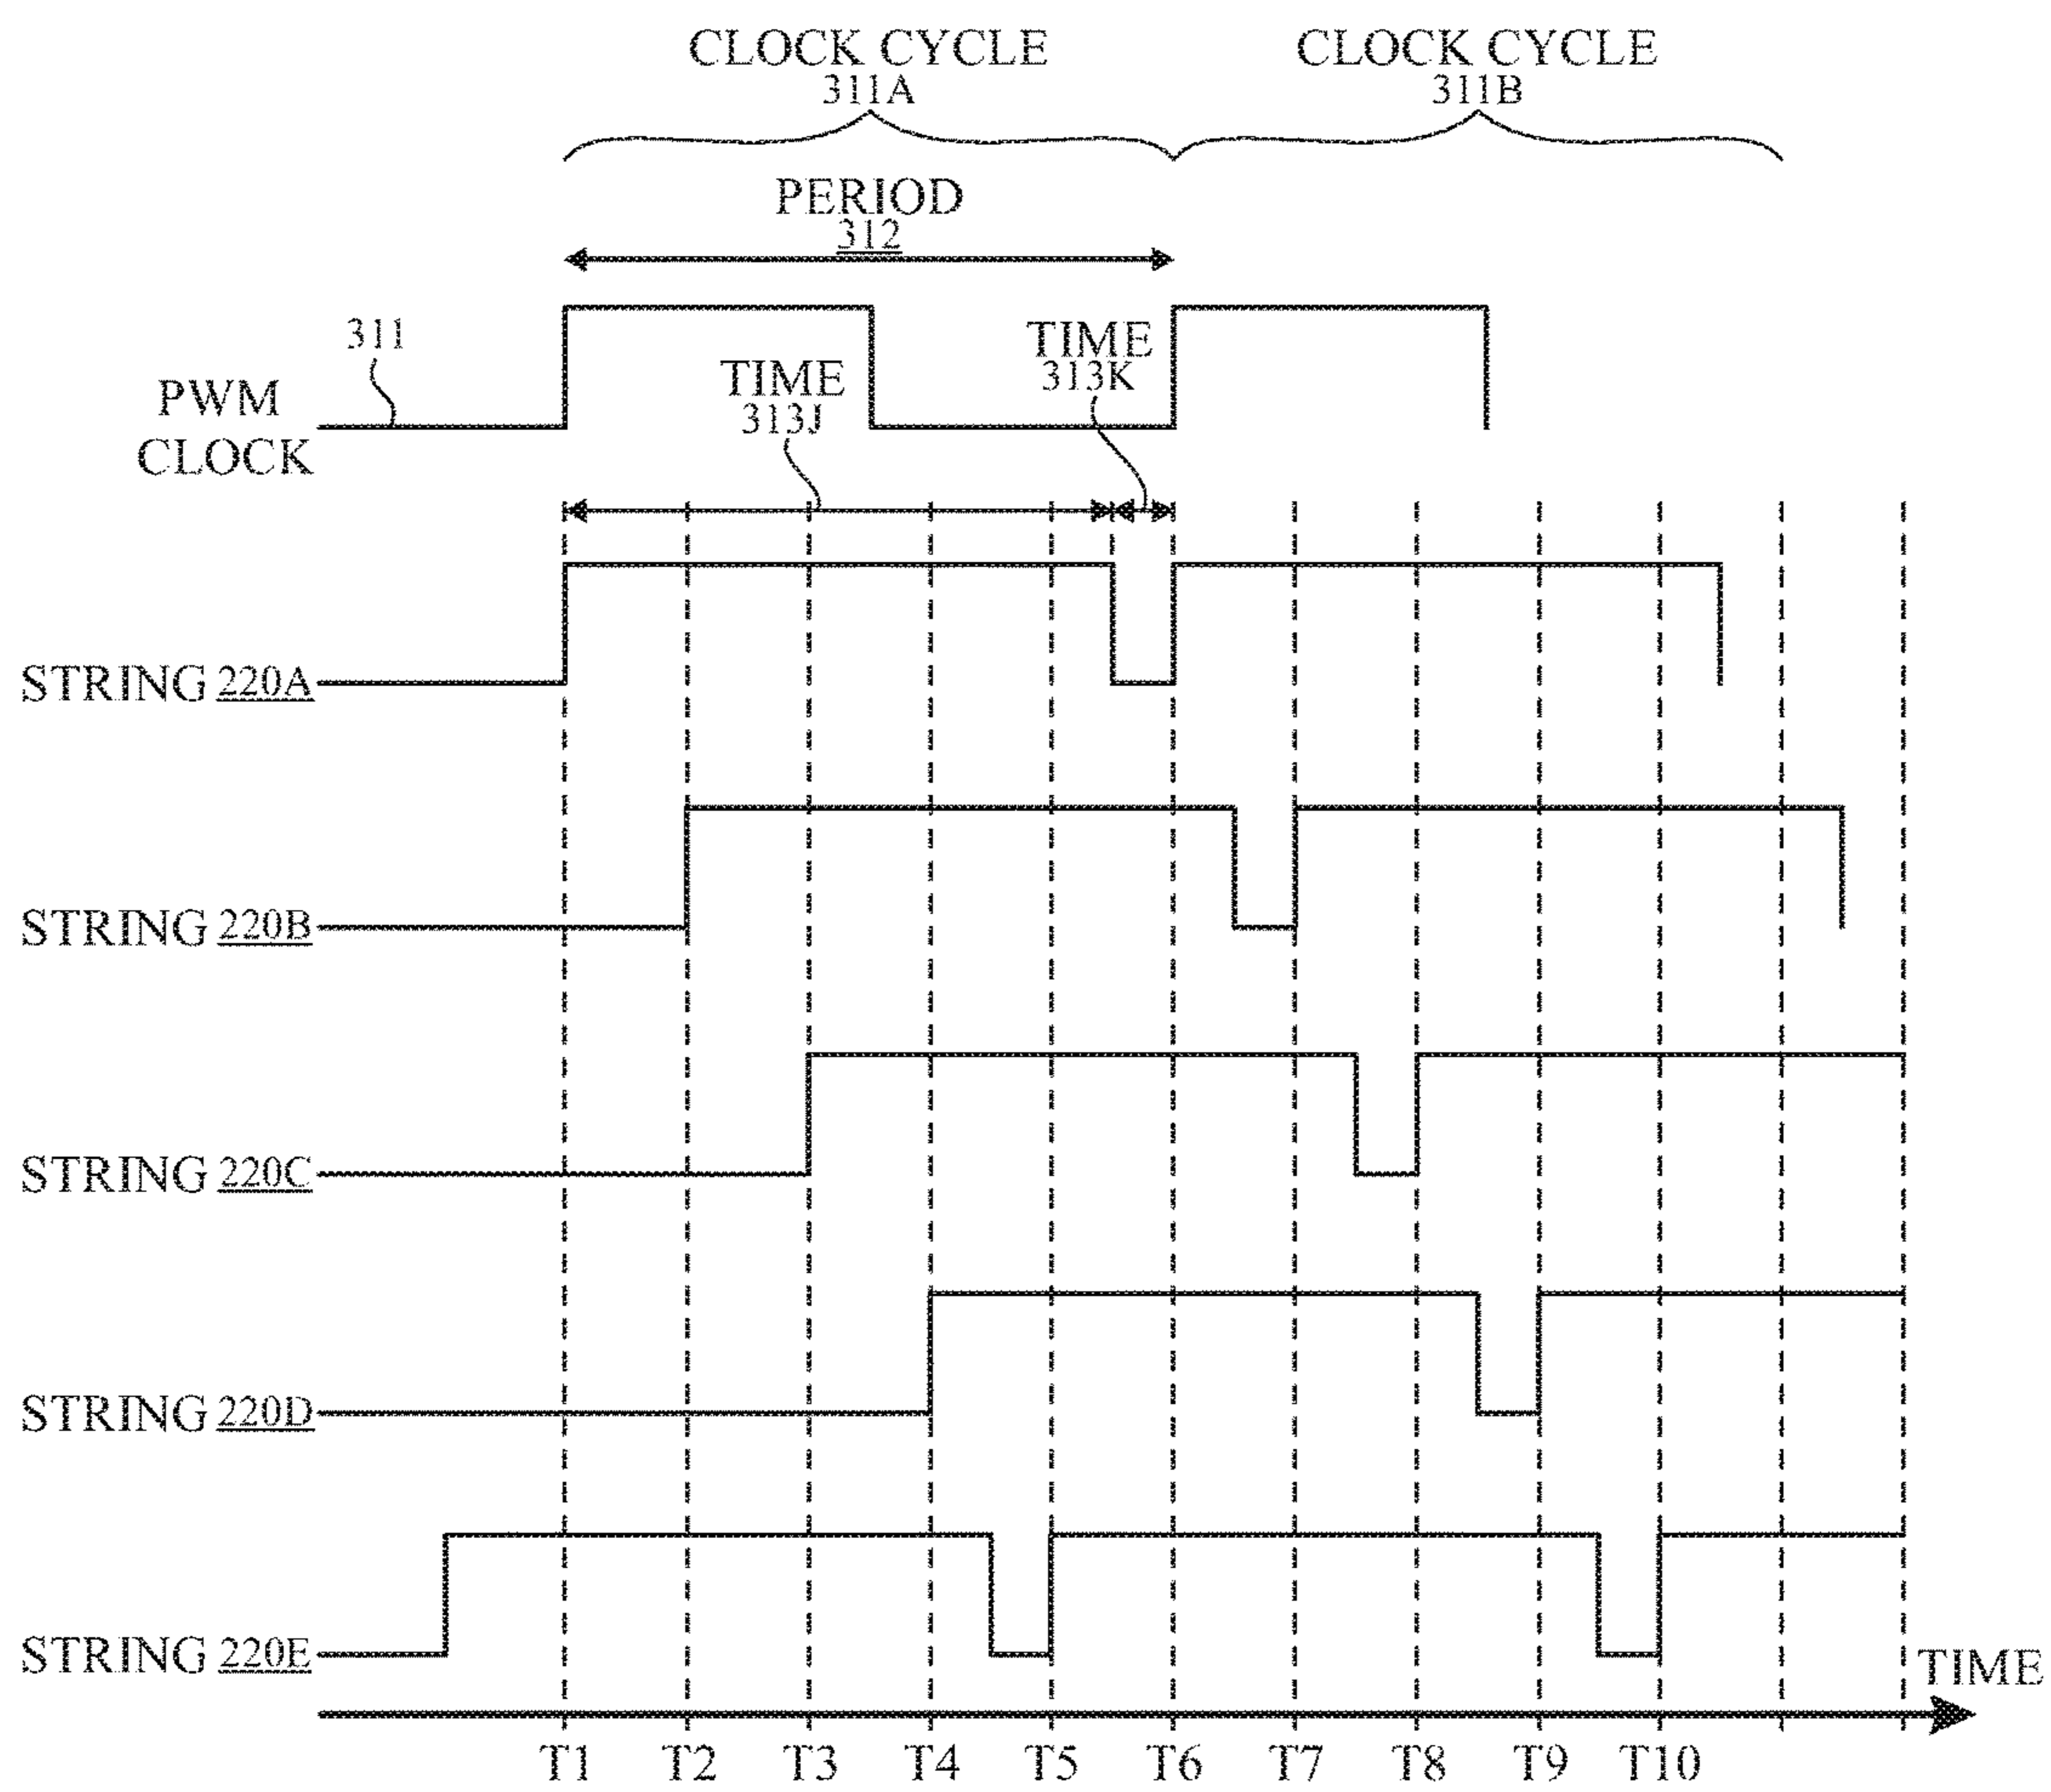 CLOCK CYCLE
311A
CLOCK CYCLE
311B
PERIOD
312
311
PWM
CLOCK
TIME
313J
TIME
313K
STRING 220A
STRING 220B
STRING 220C
STRING 220D
STRING 220E
TIME
T1 T2 T3 T4 T5 T6 T7 T8 T9 T10